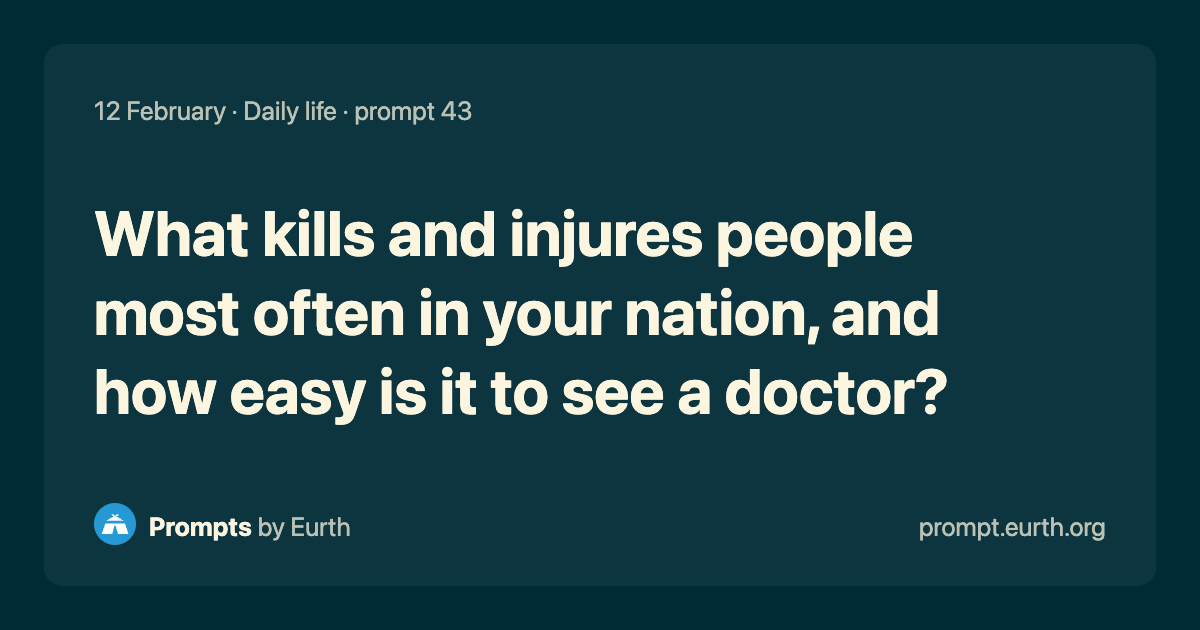 12 February · Daily life · prompt 43
What kills and injures people
most often in your nation, and
how easy is it to see a doctor?
Prompts by Eurth
prompt.eurth.org